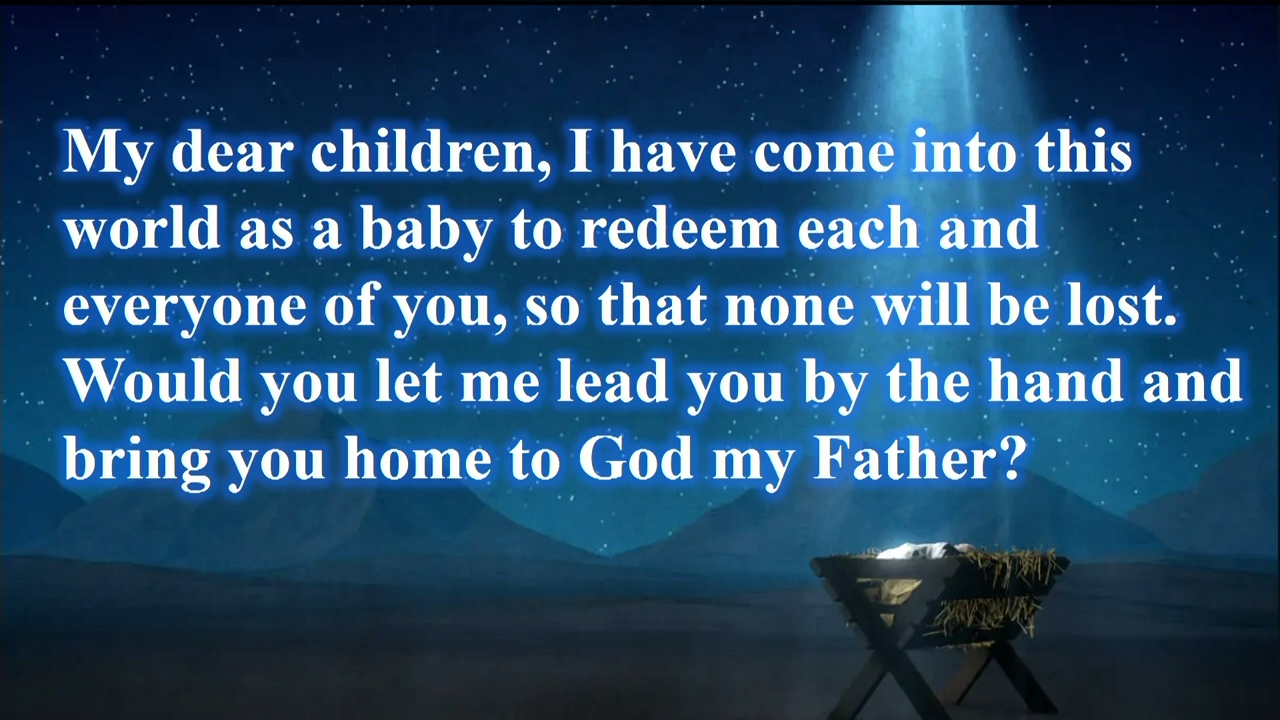 My dear children, I have come into this
world as a baby to redeem each and
everyone of you, so that none will be lost.
Would you let me lead you by the hand and
bring you home to God my Father?